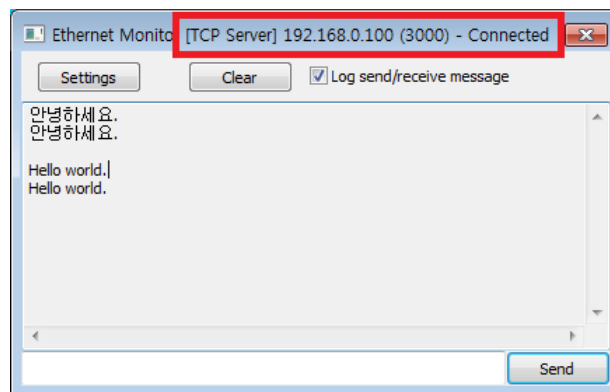 Ethernet Monito [TCP Server] 192.168.0.100 (3000) - Connected
Settings Clear Log send/receive message
안녕하세요.
안녕하세요.
Hello world.
Hello world.
Send